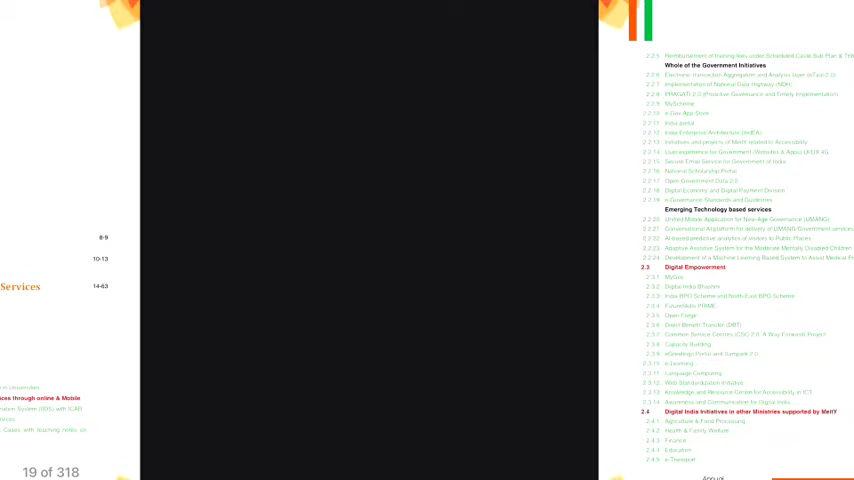 8-9
10-13
Services
14-63
in Universities
ices through online & Mobile
ration System (IRIS) with ICAR
rvices
Cases with teaching notes on
19 of 318
2.2.5 Reimbursement of training fees under Scheduled Caste Sub Plan & Trib
Whole of the Government Initiatives
2.2.6 Electronic Transaction Aggregation and Analysis layer (eTaal 2.0)
2.2.7 Implementation of National Data Highway (NDH)
2.2.8 PRAGATI 2.0 (Proactive Governance and Timely Implementation)
2.2.9 MyScheme
2.2.10 e-Gov App Store
2.2.11 India portal
2.2.12 India Enterprise Architecture (IndEA)
2.2.13 Initiatives and projects of MeitY related to Accessibility
2.2.14 User experience for Government (Websites & Apps) UX/UI 4G
2.2.15 Secure Email Service for Government of India
2.2.16 National Scholarship Portal
2.2.17 Open Government Data 2.0
2.2.18 Digital Economy and Digital Payment Division
2.2.19 e-Governance Standards and Guidelines
Emerging Technology based services
2.2.20 Unified Mobile Application for New-Age Governance (UMANG)
2.2.21 Conversational AI platform for delivery of UMANG/Government services
2.2.22 AI-based predictive analytics of visitors to Public Places
2.2.23 Adaptive Assistive System for the Moderate Mentally Disabled Children
2.2.24 Development of a Machine Learning Based System to Assist Medical Pr
2.3 Digital Empowerment
2.3.1 MyGov
2.3.2 Digital India Bhashini
2.3.3 India BPO Scheme and North-East BPO Scheme
2.3.4 FutureSkills PRIME
2.3.5 Open Forge
2.3.6 Direct Benefit Transfer (DBT)
2.3.7 Common Service Centres (CSC 2.0: A Way Forward) Project
2.3.8 Capacity Building
2.3.9 eGreetings Portal and Sampark 2.0
2.3.10 e-Learning
2.3.11 Language Computing
2.3.12 Web Standardization Initiative
2.3.13 Knowledge and Resource Centre for Accessibility in ICT
2.3.14 Awareness and Communication for Digital India
2.4 Digital India Initiatives in other Ministries supported by MeitY
2.4.1 Agriculture & Food Processing
2.4.2 Health & Family Welfare
2.4.3 Finance
2.4.4 Education
2.4.5 e-Transport
Annual